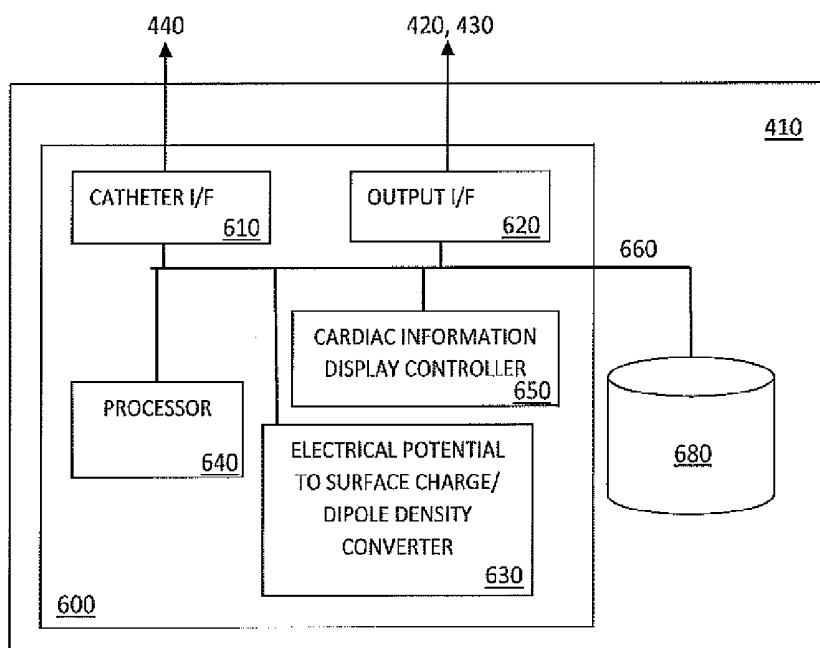 440
420, 430
410
CATHETER I/F
610
OUTPUT I/F
620
660
CARDIAC INFORMATION
DISPLAY CONTROLLER
650
PROCESSOR
640
ELECTRICAL POTENTIAL
TO SURFACE CHARGE/
DIPOLE DENSITY
CONVERTER
630
680
600